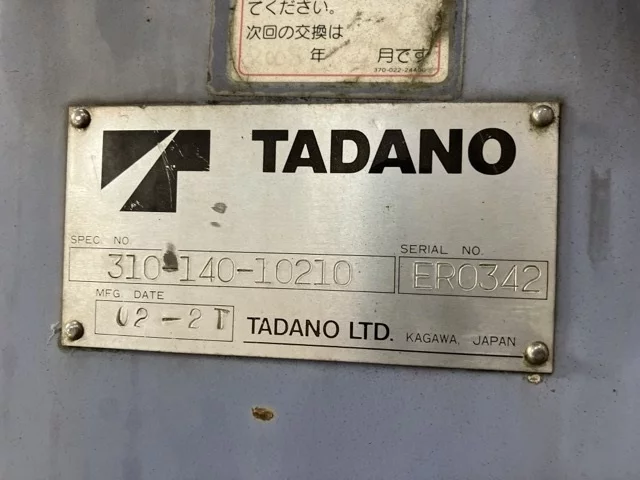 てください。
次回の交換は
年 月です
TADANO
SPEC. NO.
SERIAL NO.
310-140-10210
ER0342
MFG. DATE
02-2T
TADANO LTD. KAGAWA, JAPAN